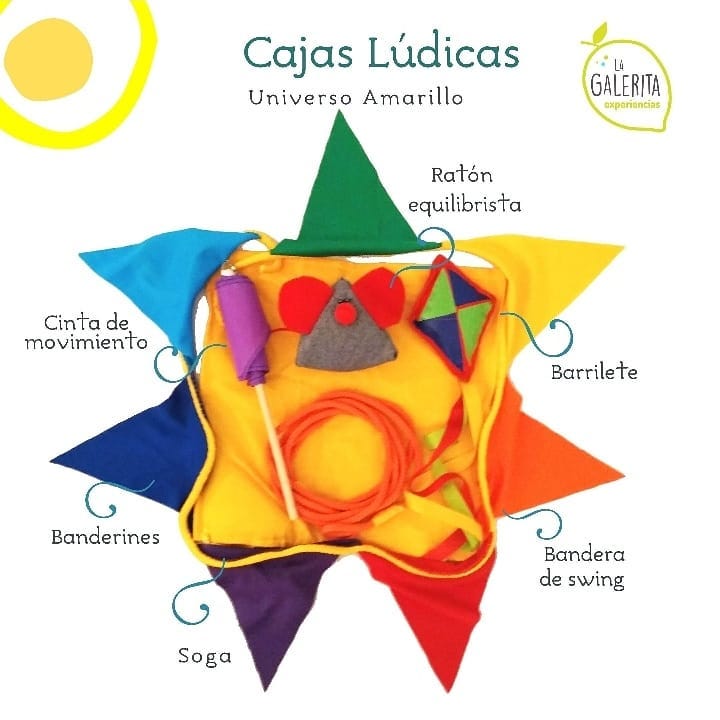 Cajas Lúdicas
Universo Amarillo
LA
GALERITA
experiencias
Ratón
equilibrista
Cinta de
movimiento
Barrilete
Banderines
Bandera
de swing
Soga